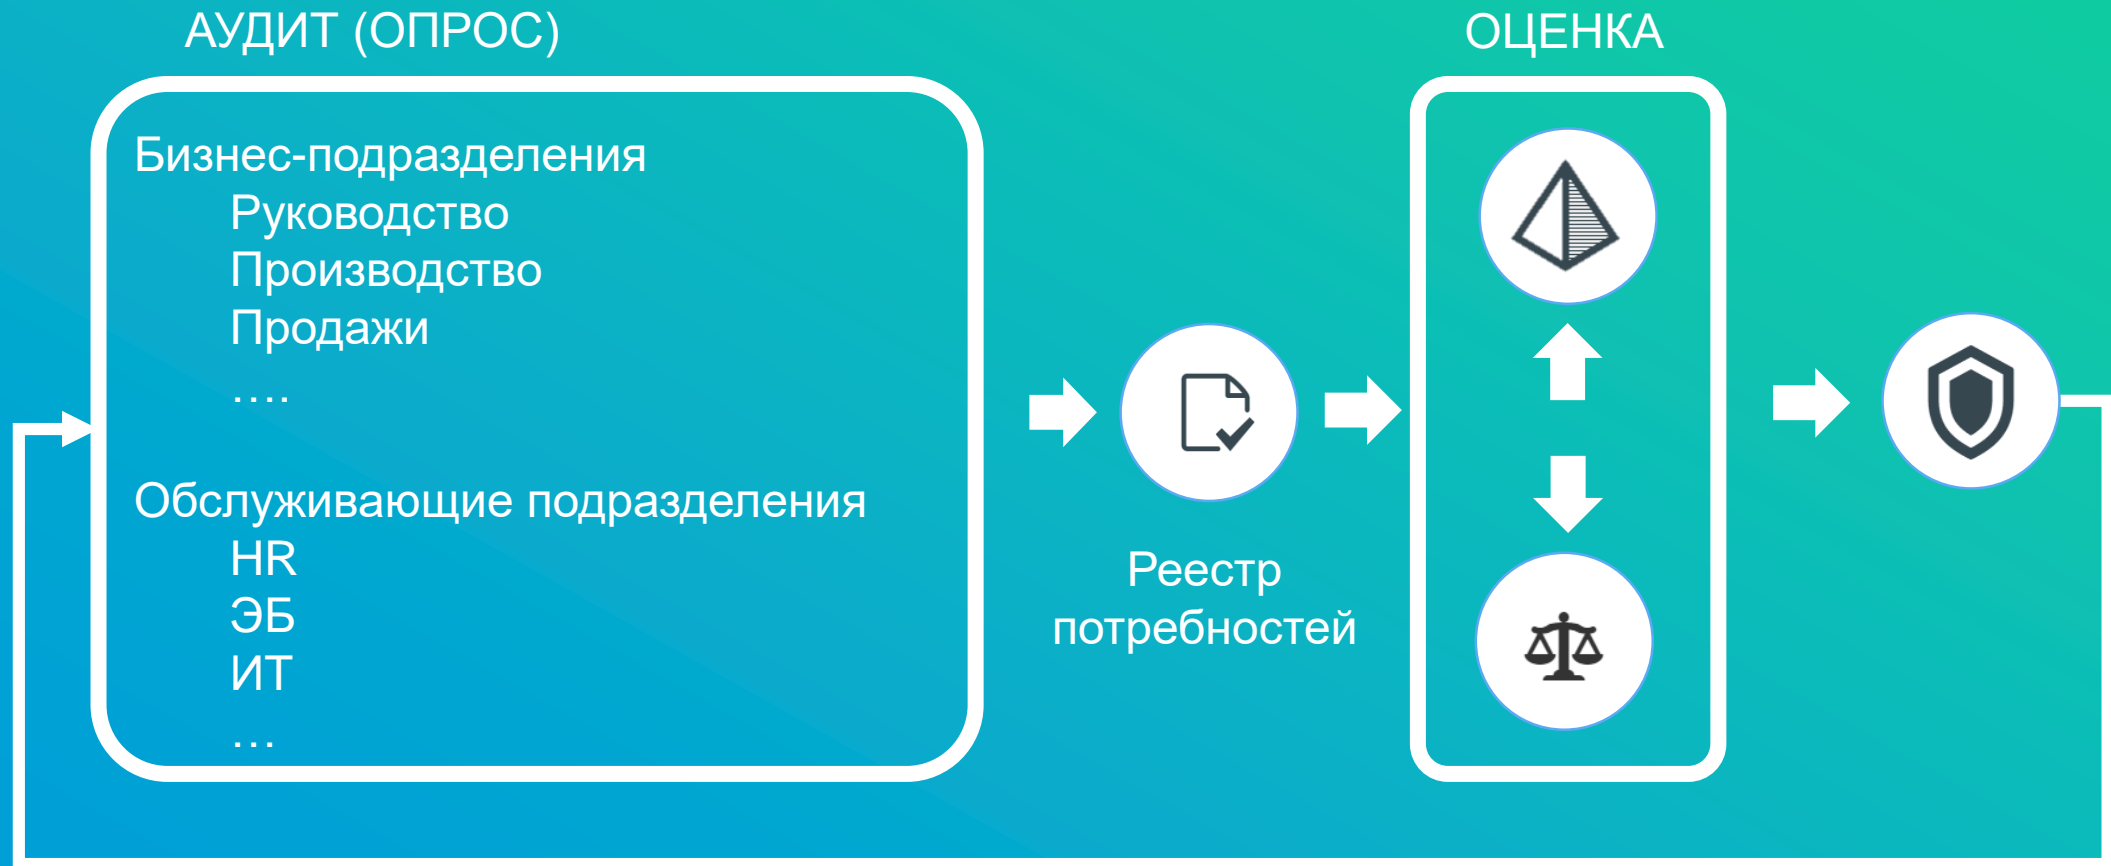 АУДИТ (ОПРОС)
ОЦЕНКА
Бизнес-подразделения
Руководство
Производство
Продажи
....
Обслуживающие подразделения
HR
ЭБ
ИТ
...
Реестр
потребностей